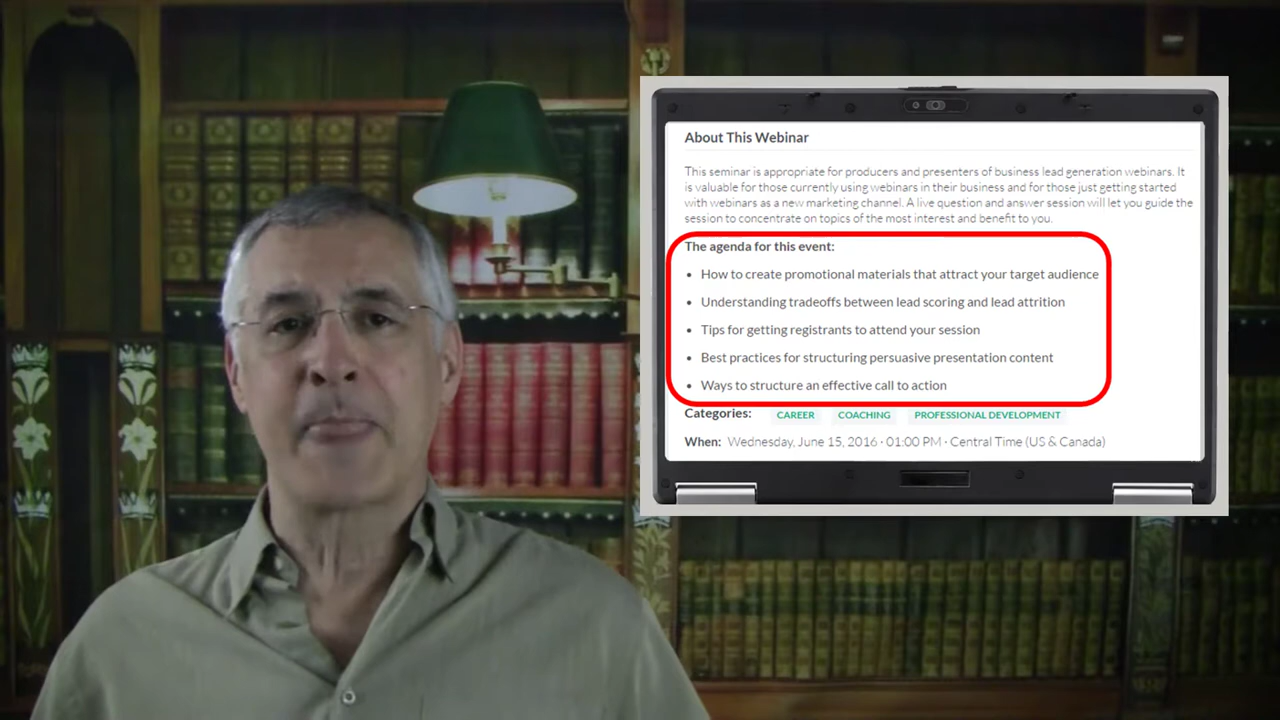 About This Webinar
This seminar is appropriate for producers and presenters of business lead generation webinars. It
is valuable for those currently using webinars in their business and for those just getting started
with webinars as a new marketing channel. A live question and answer session will let you guide the
session to concentrate on topics of the most interest and benefit to you.
The agenda for this event:
• How to create promotional materials that attract your target audience
• Understanding tradeoffs between lead scoring and lead attrition
• Tips for getting registrants to attend your session
• Best practices for structuring persuasive presentation content
• Ways to structure an effective call to action
Categories: CAREER COACHING PROFESSIONAL DEVELOPMENT
When: Wednesday, June 15, 2016 · 01:00 PM · Central Time (US & Canada)